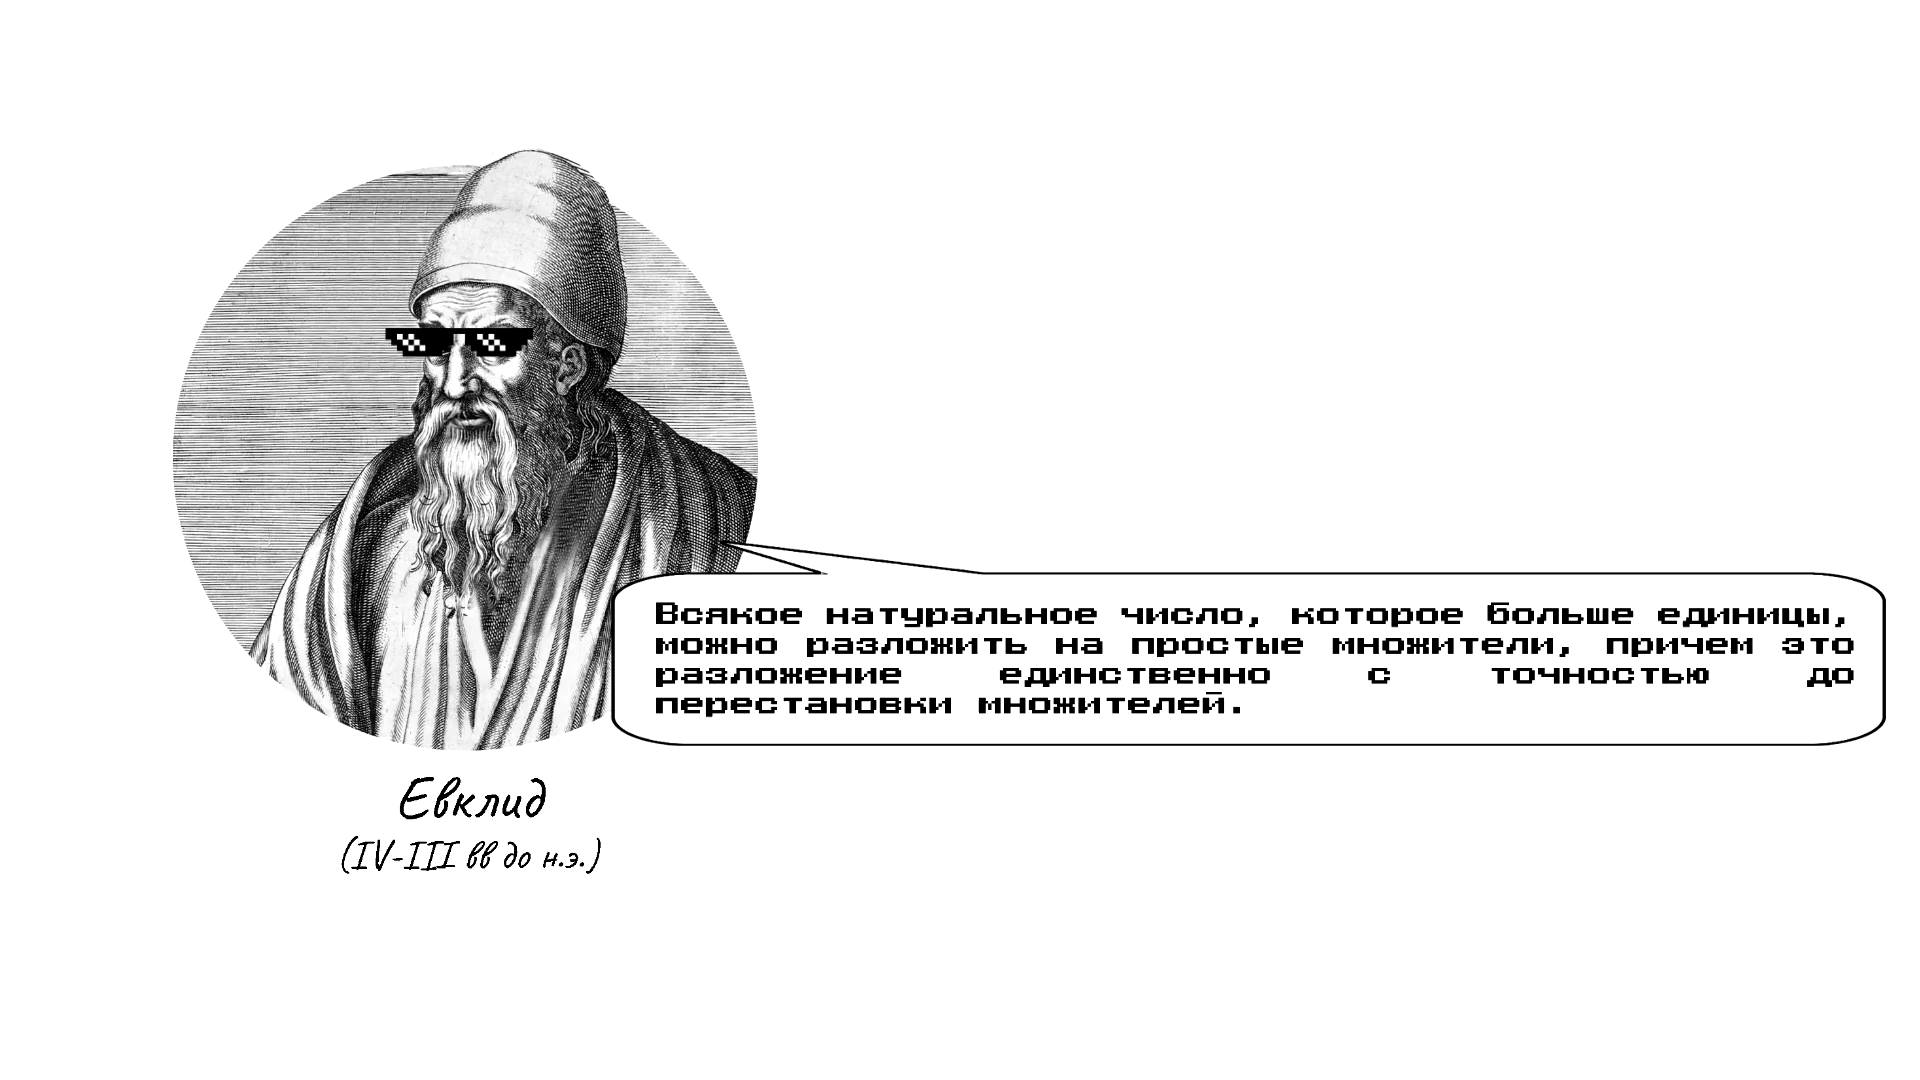 Всякое натуральное число, которое больше единицы,
можно разложить на простые множители, причем это
разложение единственно с точностью до
перестановки множителей.
Евклид
(IV-III вв до н.э.)